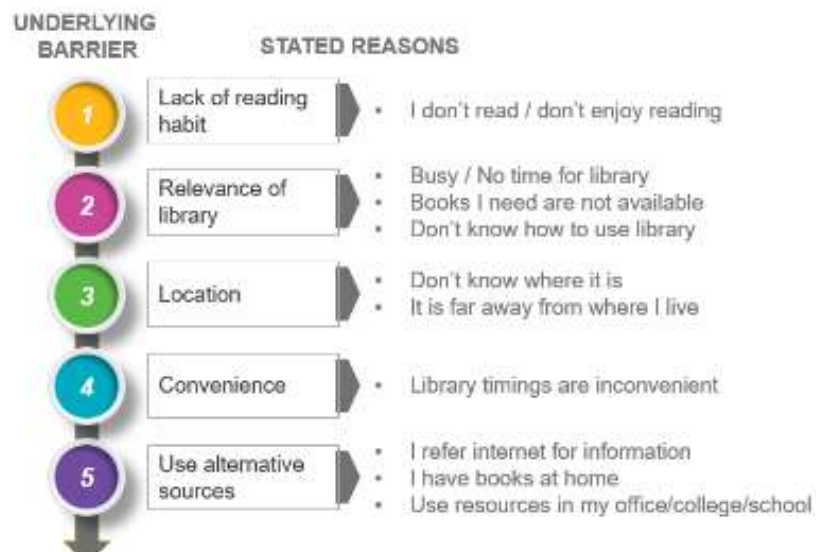 UNDERLYING
BARRIER
STATED REASONS
1
Lack of reading
habit
• I don't read / don't enjoy reading
2
Relevance of
library
• Busy / No time for library
• Books I need are not available
• Don't know how to use library
3
Location
• Don't know where it is
• It is far away from where I live
4
Convenience
• Library timings are inconvenient
5
Use alternative
sources
• I refer internet for information
• I have books at home
• Use resources in my office/college/school